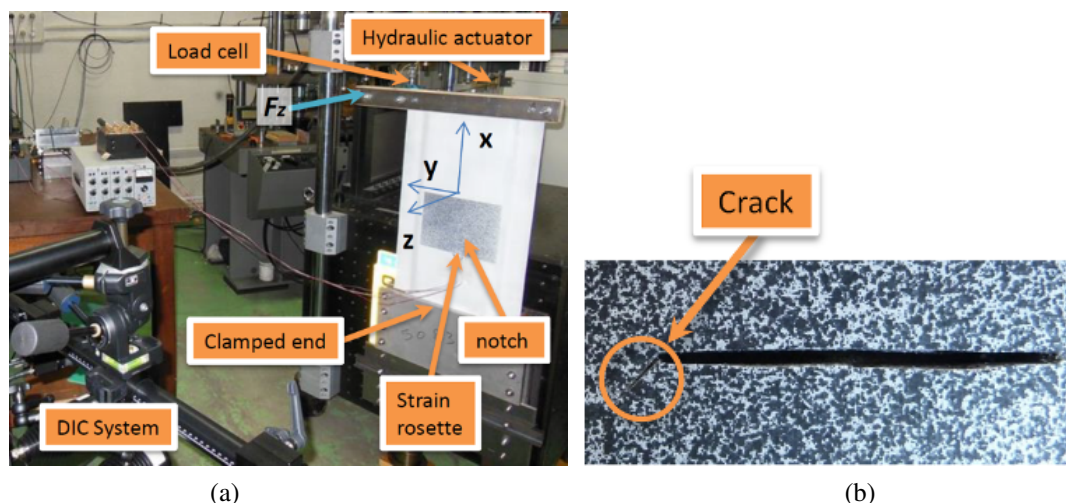 Load cell
Hydraulic actuator
Fz
x
y
z
Clamped end
notch
Strain
rosette
DIC System
(a)
Crack
(b)